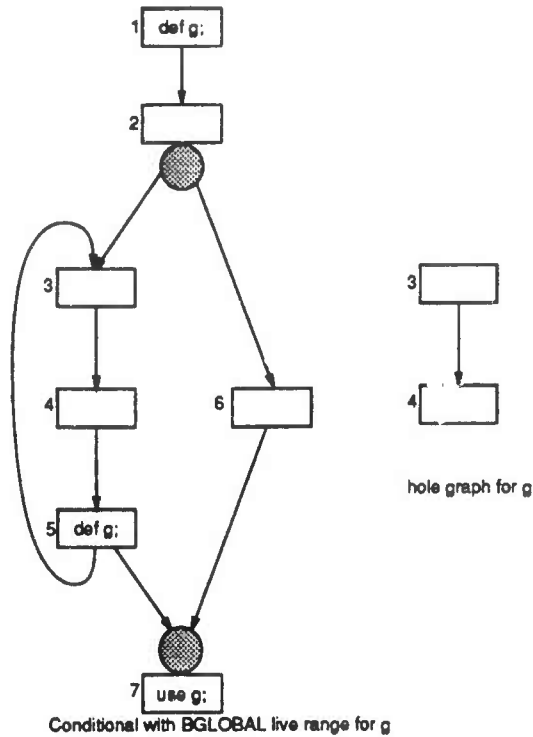 1 def g;
2
3
3
4
6
4
hole graph for g
5 def g;
7 use g;
Conditional with BGLOBAL live range for g